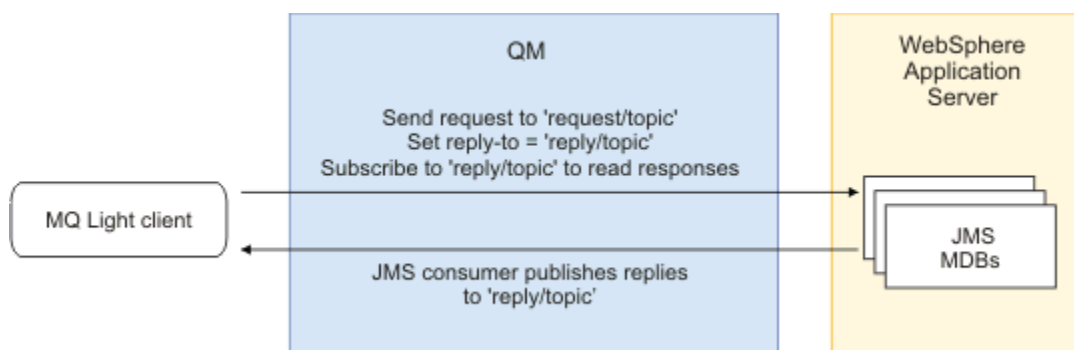 QM
WebSphere
Application
Server
Send request to 'request/topic'
Set reply-to = 'reply/topic'
Subscribe to 'reply/topic' to read responses
MQ Light client
JMS
MDBs
JMS consumer publishes replies
to 'reply/topic'